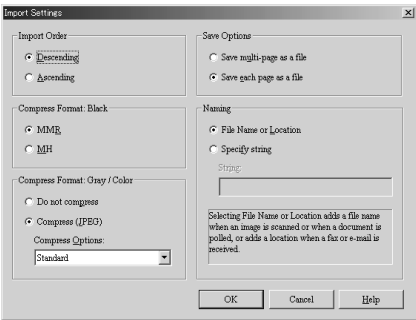 Import Settings
Import Order
Descending
Ascending
Compress Format: Black
MMR
MH
Compress Format: Gray / Color
Do not compress
Compress (JPEG)
Compress Options:
Standard
Save Options
Save multi-page as a file
Save each page as a file
Naming
File Name or Location
Specify string
String:
Selecting File Name or Location adds a file name
when an image is scanned or when a document is
polled, or adds a location when a fax or e-mail is
received.
OK
Cancel
Help